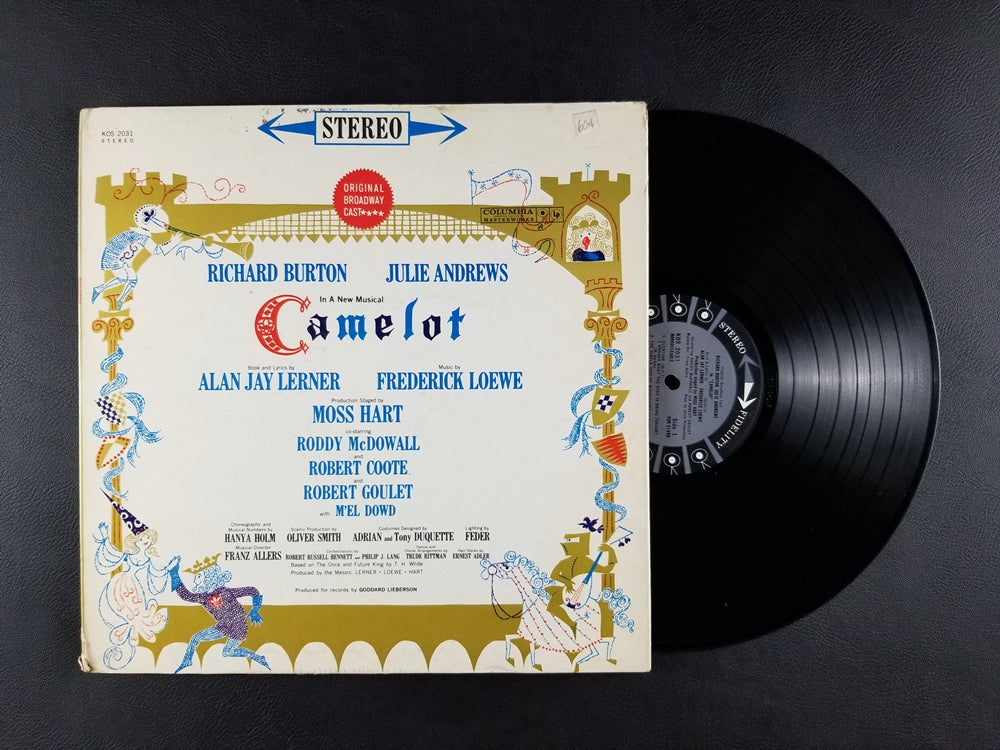 KOS 2031
STEREO
STEREO
60¢
ORIGINAL
BROADWAY
CAST★★★★
COLUMBIA
MASTERWORKS
LP
RICHARD BURTON JULIE ANDREWS
In A New Musical
Camelot
Book and Lyrics by Music by
ALAN JAY LERNER FREDERICK LOEWE
Production Staged by
MOSS HART
co-starring
RODDY McDOWALL
and
ROBERT COOTE
and
ROBERT GOULET
with M'EL DOWD
Choreography and
Musical Numbers by Scenic Production by Costumes Designed by Lighting by
HANYA HOLM OLIVER SMITH ADRIAN and Tony DUQUETTE FEDER
Musical Director Orchestrations by Dance and Choral Arrangements by Hair Styles by
FRANZ ALLERS ROBERT RUSSELL BENNETT and PHILIP J. LANG TRUDE RITTMAN ERNEST ADLER
Based on The Once and Future King by T. H. White
Produced by the Messrs. LERNER • LOEWE • HART
Produced for records by GODDARD LIEBERSON
STEREO FIDELITY
KOS 2031
Side 1